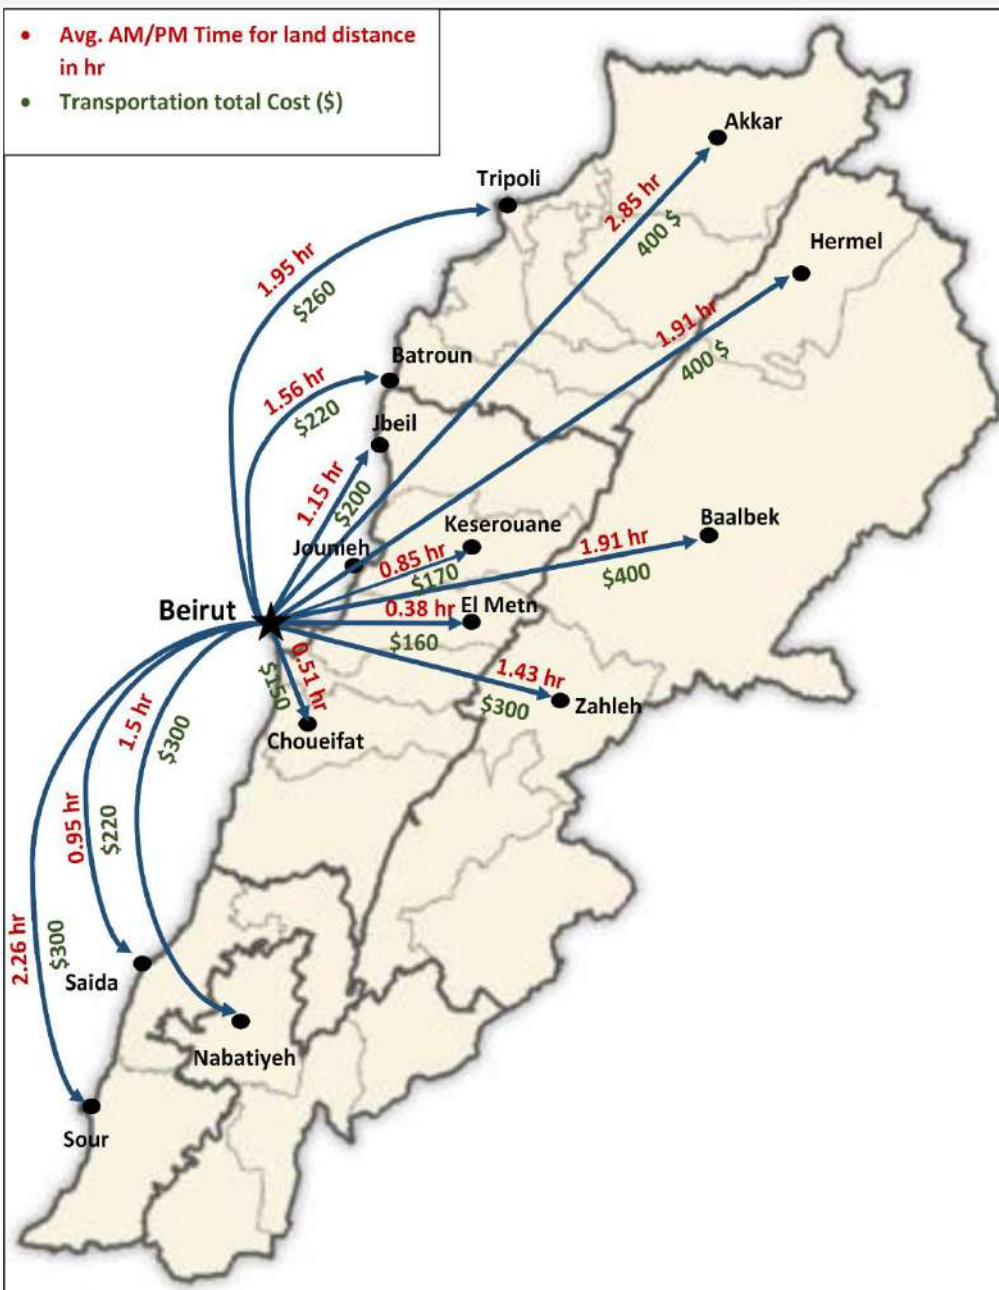 • Avg. AM/PM Time for land distance
in hr
• Transportation total Cost ($)
Akkar
Tripoli
2.85 hr
400 $
Hermel
1.95 hr
$260
1.91 hr
400 $
Batroun
1.56 hr
$220
Jbeil
1.15 hr
$200
Keserouane
Baalbek
Jounieh
0.85 hr
$170
1.91 hr
$400
Beirut
El Metn
0.38 hr
$160
0.51 hr
$150
1.43 hr
$300
Zahleh
Choueifat
1.5 hr
$300
0.95 hr
$220
2.26 hr
$300
Saida
Nabatiyeh
Sour